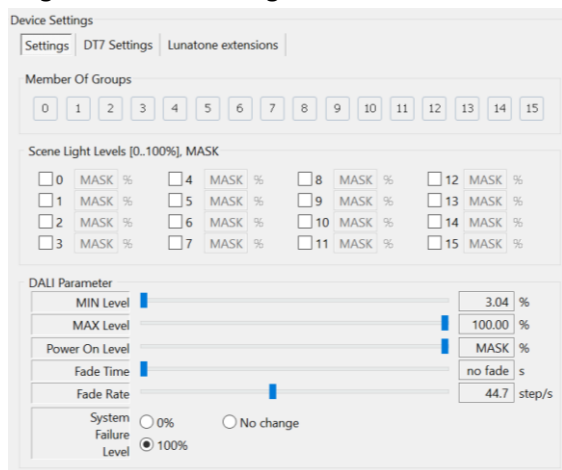 Device Settings
Settings DT7 Settings Lunatone extensions
Member Of Groups
0 1 2 3 4 5 6 7 8 9 10 11 12 13 14 15
Scene Light Levels [0..100%], MASK
0 MASK % 4 MASK % 8 MASK % 12 MASK %
1 MASK % 5 MASK % 9 MASK % 13 MASK %
2 MASK % 6 MASK % 10 MASK % 14 MASK %
3 MASK % 7 MASK % 11 MASK % 15 MASK %
DALI Parameter
MIN Level 3.04 %
MAX Level 100.00 %
Power On Level MASK %
Fade Time no fade s
Fade Rate 44.7 step/s
System Failure Level
0% No change
100%